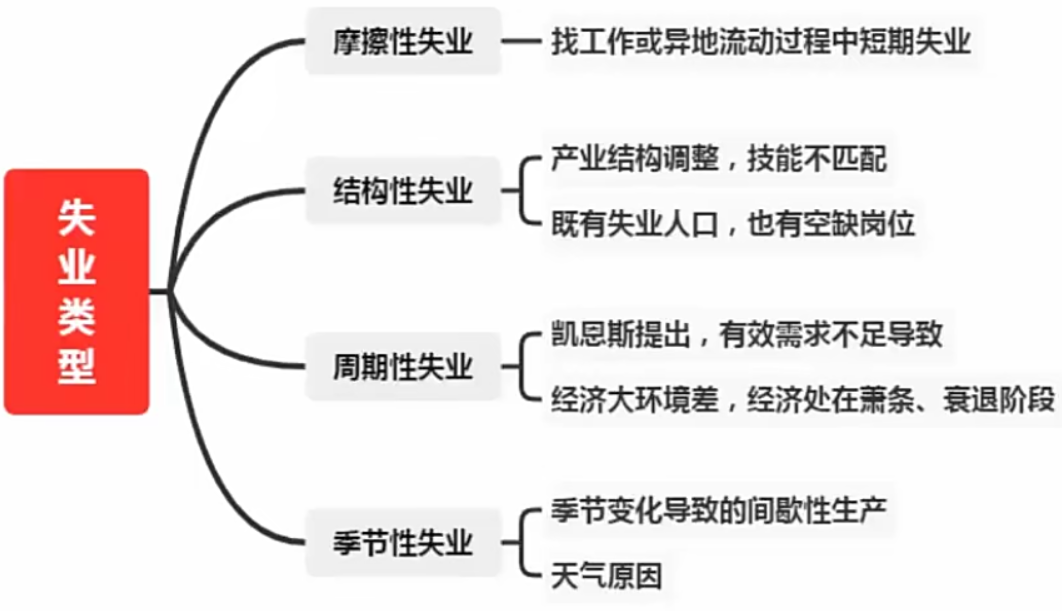 失业类型
摩擦性失业
找工作或异地流动过程中短期失业
结构性失业
产业结构调整，技能不匹配
既有失业人口，也有空缺岗位
周期性失业
凯恩斯提出，有效需求不足导致
经济大环境差，经济处在萧条、衰退阶段
季节性失业
季节变化导致的间歇性生产
天气原因